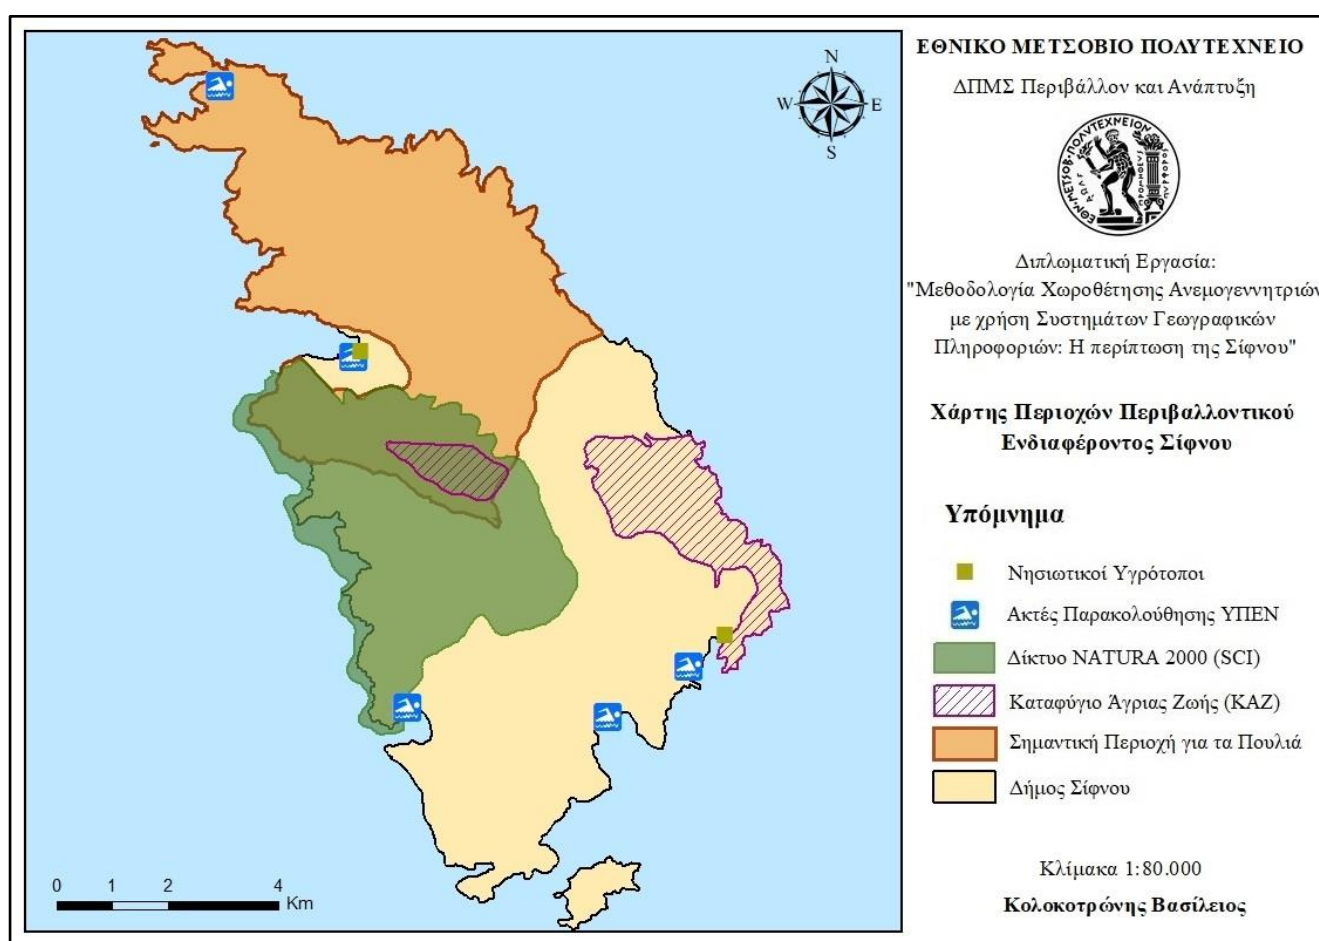 N
W
E
S
0 1 2 4
Km
ΕΘΝΙΚΟ ΜΕΤΣΟΒΙΟ ΠΟΛΥΤΕΧΝΕΙΟ
ΔΠΜΣ Περιβάλλον και Ανάπτυξη
Διπλωματική Εργασία:
"Μεθοδολογία Χωροθέτησης Ανεμογεννητριών
με χρήση Συστημάτων Γεωγραφικών
Πληροφοριών: Η περίπτωση της Σίφνου"
Χάρτης Περιοχών Περιβαλλοντικού
Ενδιαφέροντος Σίφνου
Υπόμνημα
Νησιωτικοί Υγρότοποι
Ακτές Παρακολούθησης ΥΠΕΝ
Δίκτυο NATURA 2000 (SCI)
Καταφύγιο Άγριας Ζωής (ΚΑΖ)
Σημαντική Περιοχή για τα Πουλιά
Δήμος Σίφνου
Κλίμακα 1:80.000
Κολοκοτρώνης Βασίλειος